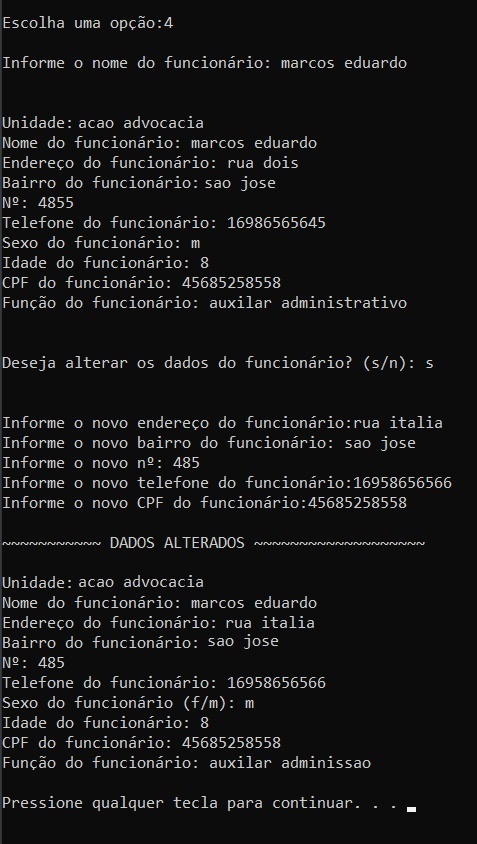 Escolha uma opção:4
Informe o nome do funcionário: marcos eduardo
Unidade: acao advocacia
Nome do funcionário: marcos eduardo
Endereço do funcionário: rua dois
Bairro do funcionário: sao jose
Nº: 4855
Telefone do funcionário: 16986565645
Sexo do funcionário: m
Idade do funcionário: 8
CPF do funcionário: 45685258558
Função do funcionário: auxilar administrativo
Deseja alterar os dados do funcionário? (s/n): s
Informe o novo endereço do funcionário:rua italia
Informe o novo bairro do funcionário: sao jose
Informe o novo nº: 485
Informe o novo telefone do funcionário:16958656566
Informe o novo CPF do funcionário:45685258558
~~~~~~~~~~~ DADOS ALTERADOS ~~~~~~~~~~~~~~~~~~~
Unidade: acao advocacia
Nome do funcionário: marcos eduardo
Endereço do funcionário: rua italia
Bairro do funcionário: sao jose
Nº: 485
Telefone do funcionário: 16958656566
Sexo do funcionário (f/m): m
Idade do funcionário: 8
CPF do funcionário: 45685258558
Função do funcionário: auxilar adminissao
Pressione qualquer tecla para continuar. . .